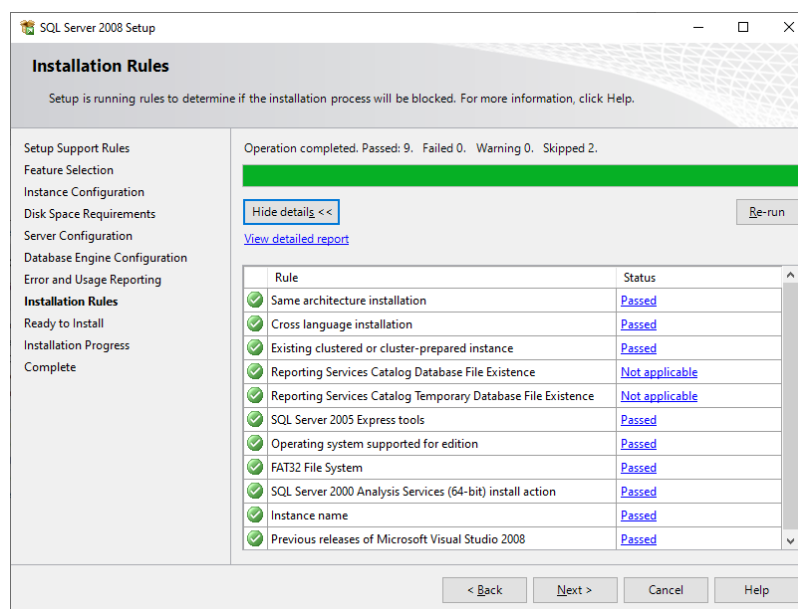 SQL Server 2008 Setup
Installation Rules
Setup is running rules to determine if the installation process will be blocked. For more information, click Help.
Setup Support Rules
Feature Selection
Instance Configuration
Disk Space Requirements
Server Configuration
Database Engine Configuration
Error and Usage Reporting
Installation Rules
Ready to Install
Installation Progress
Complete
Operation completed. Passed: 9. Failed 0. Warning 0. Skipped 2.
Hide details <<
Re-run
View detailed report
Rule Status
Same architecture installation Passed
Cross language installation Passed
Existing clustered or cluster-prepared instance Passed
Reporting Services Catalog Database File Existence Not applicable
Reporting Services Catalog Temporary Database File Existence Not applicable
SQL Server 2005 Express tools Passed
Operating system supported for edition Passed
FAT32 File System Passed
SQL Server 2000 Analysis Services (64-bit) install action Passed
Instance name Passed
Previous releases of Microsoft Visual Studio 2008 Passed
< Back Next > Cancel Help